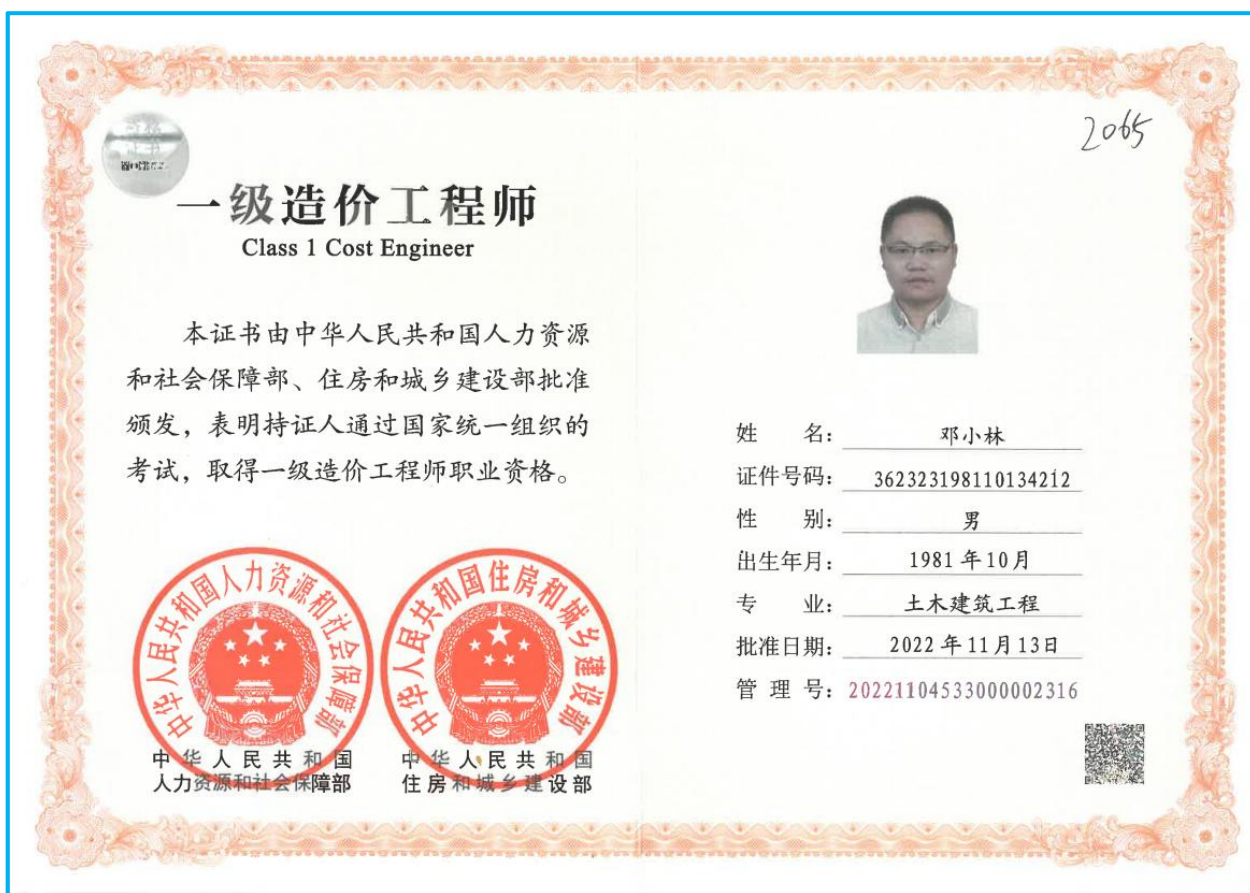 2065
资格
证书
一级造价工程师
Class 1 Cost Engineer
本证书由中华人民共和国人力资源
和社会保障部、住房和城乡建设部批准
颁发，表明持证人通过国家统一组织的
考试，取得一级造价工程师职业资格。
中华人民共和国人力资源和社会保障部
中华人民共和国住房和城乡建设部
中华人民共和国
人力资源和社会保障部
中华人民共和国
住房和城乡建设部
姓 名： 邓小林
证件号码： 362323198110134212
性 别： 男
出生年月： 1981年10月
专 业： 土木建筑工程
批准日期： 2022年11月13日
管 理 号： 20221104533000002316